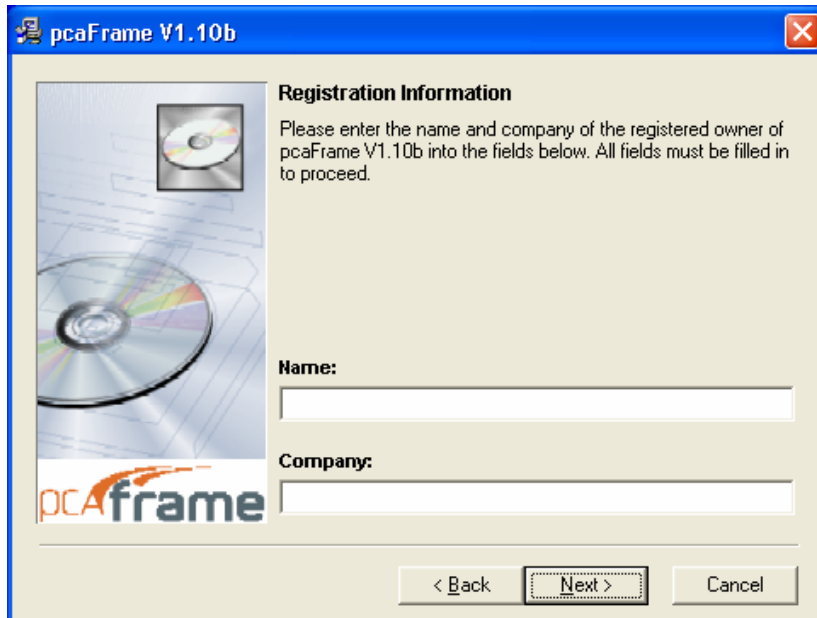 pcaFrame V1.10b
Registration Information
Please enter the name and company of the registered owner of
pcaFrame V1.10b into the fields below. All fields must be filled in
to proceed.
Name:
Company:
pcAframe
< Back
Next >
Cancel